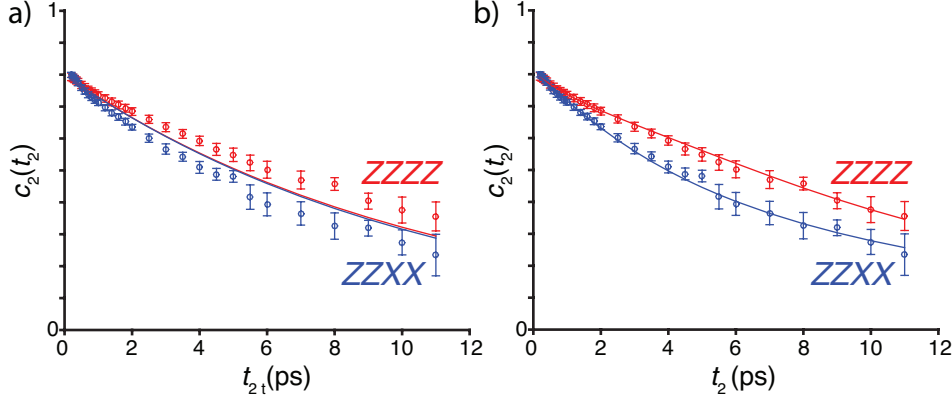 a)
1
c₂(t₂)
0
ZZZZ
ZZXX
0 2 4 6 8 10 12
t₂ t (ps)
b)
1
c₂(t₂)
0
ZZZZ
ZZXX
0 2 4 6 8 10 12
t₂ (ps)